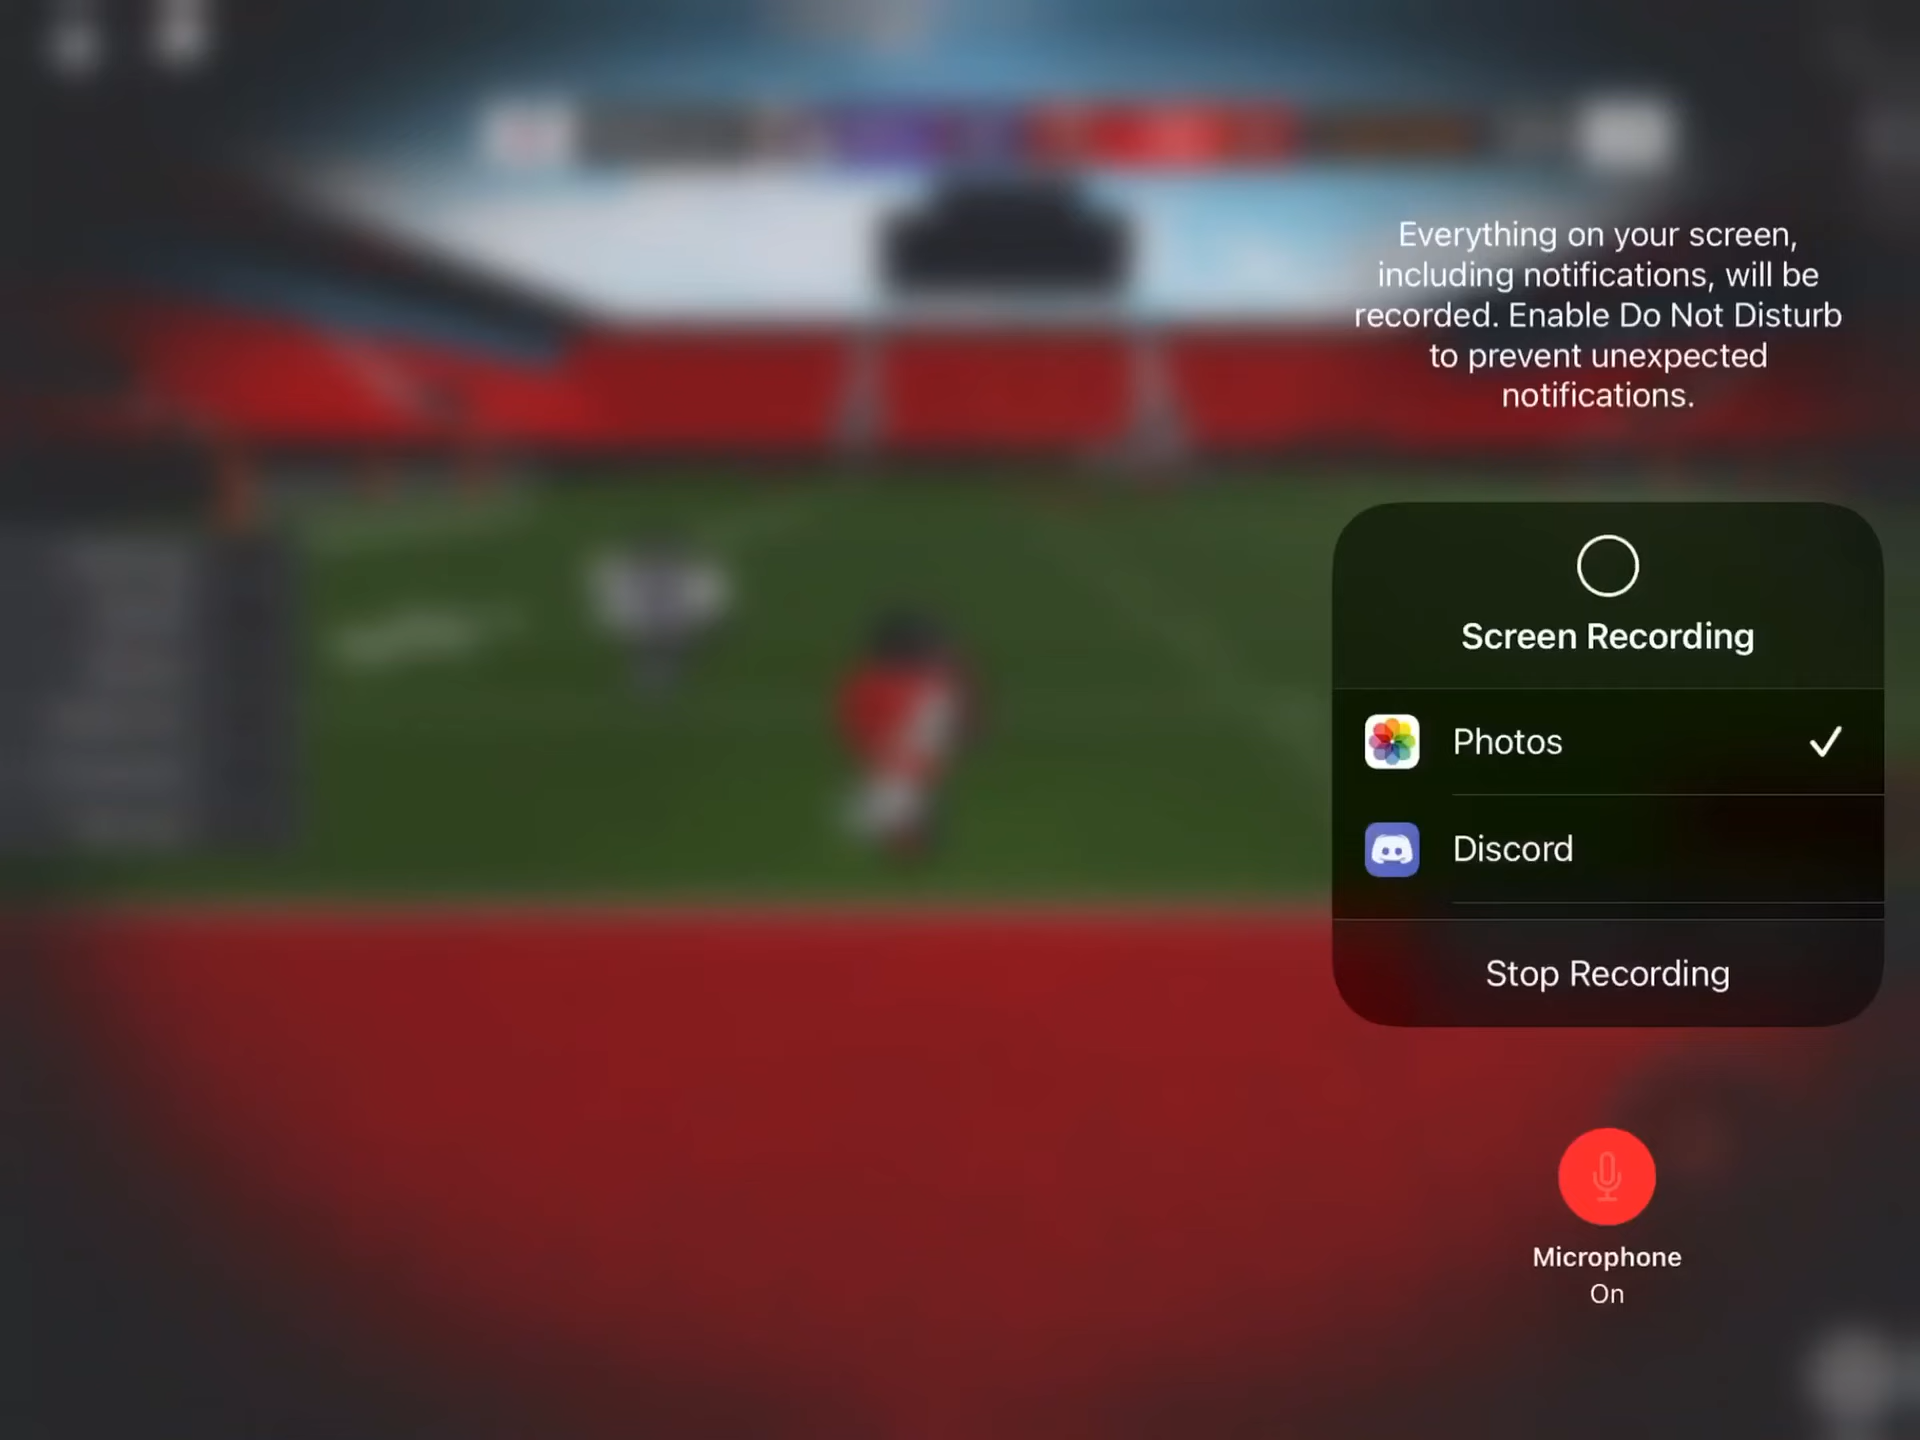 Everything on your screen,
including notifications, will be
recorded. Enable Do Not Disturb
to prevent unexpected
notifications.
Screen Recording
Photos
Discord
Stop Recording
Microphone
On